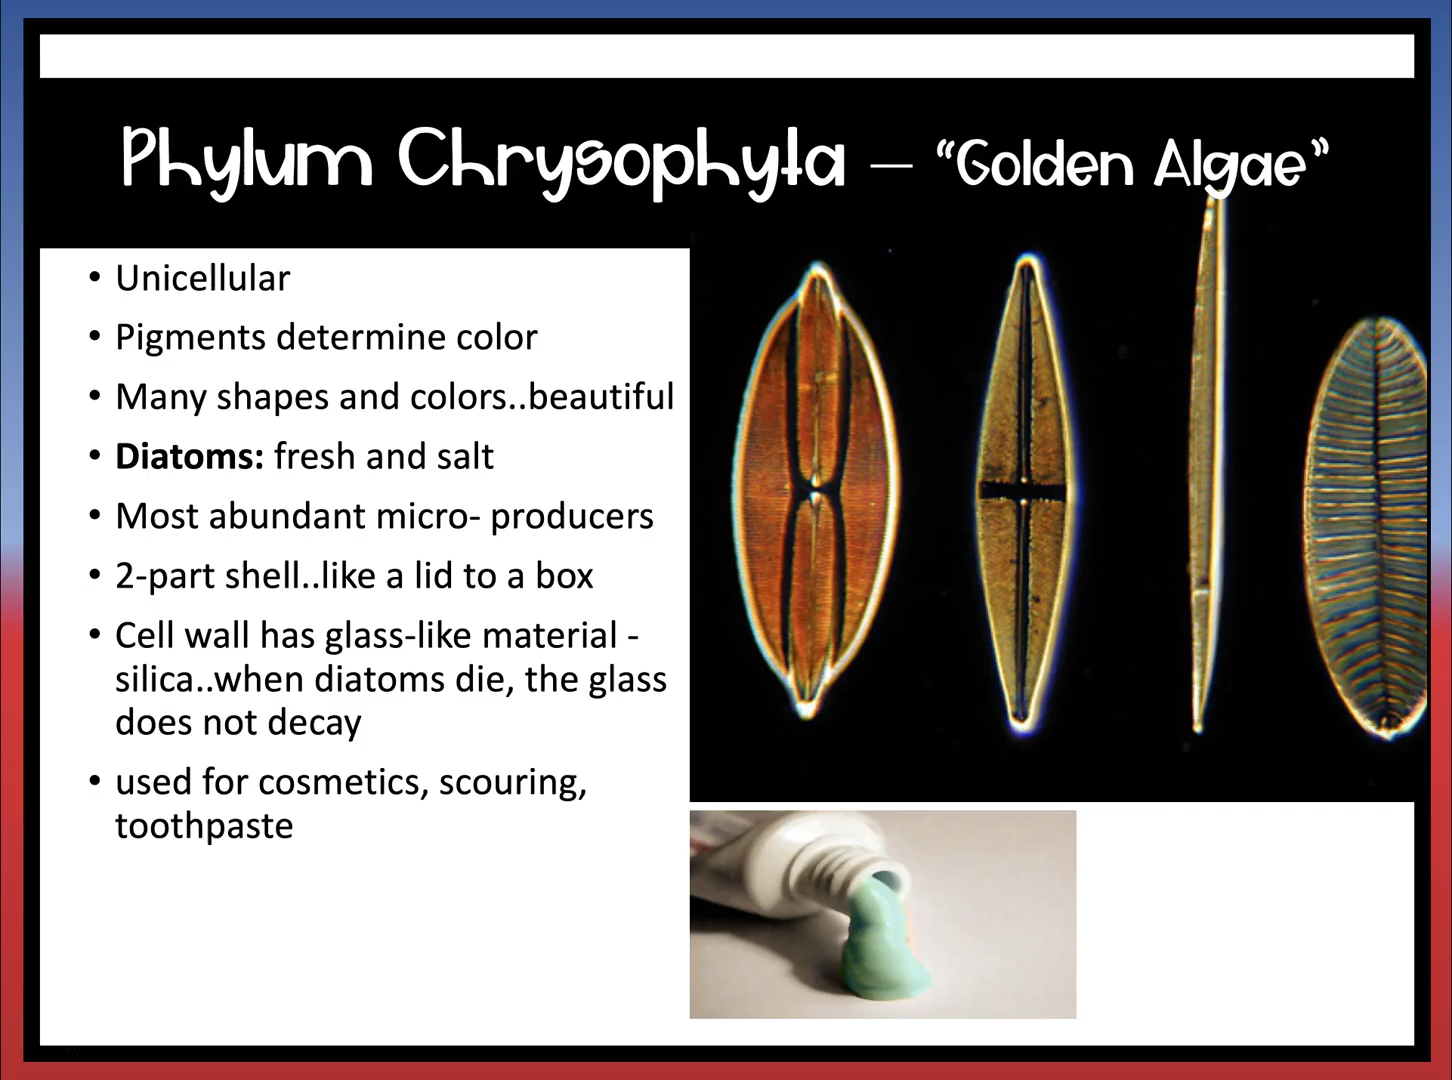 Phylum Chrysophyta – “Golden Algae”
• Unicellular
• Pigments determine color
• Many shapes and colors..beautiful
• Diatoms: fresh and salt
• Most abundant micro- producers
• 2-part shell..like a lid to a box
• Cell wall has glass-like material -
silica..when diatoms die, the glass
does not decay
• used for cosmetics, scouring,
toothpaste